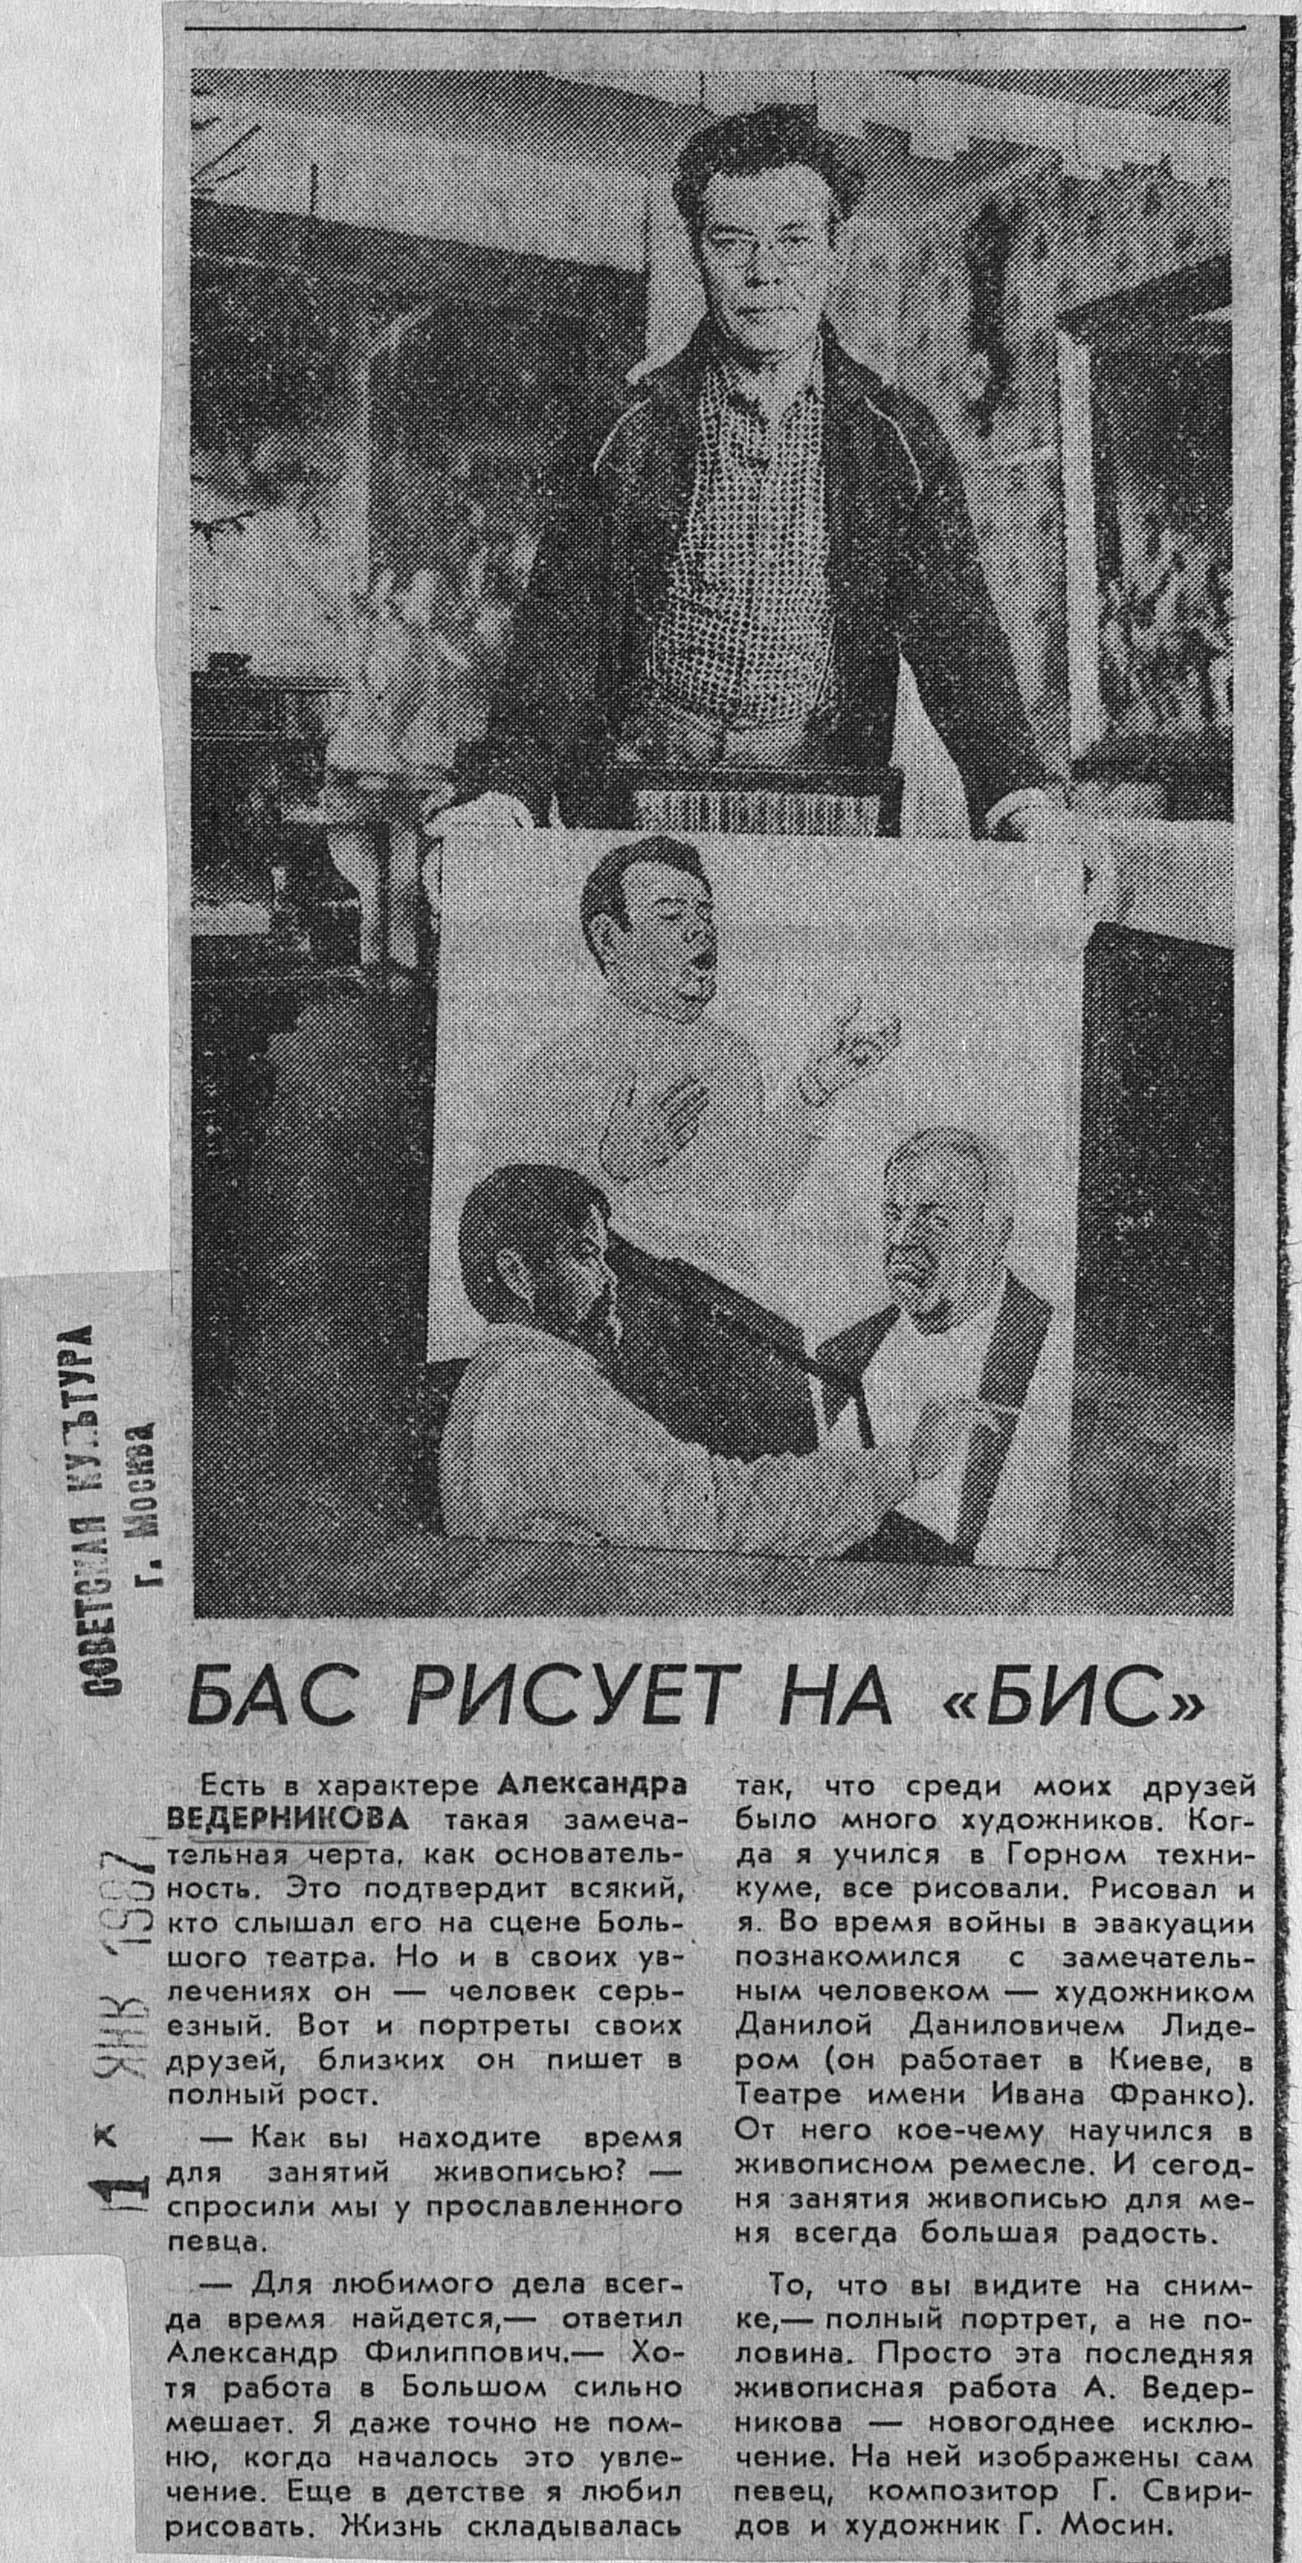 СОВЕТСКАЯ КУЛЬТУРА
г. Москва
1 ЯНВ 1987
БАС РИСУЕТ НА «БИС»
Есть в характере Александра
ВЕДЕРНИКОВА такая замеча-
тельная черта, как основатель-
ность. Это подтвердит всякий,
кто слышал его на сцене Боль-
шого театра. Но и в своих ув-
лечениях он — человек серь-
езный. Вот и портреты своих
друзей, близких он пишет в
полный рост.
— Как вы находите время
для занятий живописью? —
спросили мы у прославленного
певца.
— Для любимого дела всег-
да время найдется,— ответил
Александр Филиппович.— Хо-
тя работа в Большом сильно
мешает. Я даже точно не пом-
ню, когда началось это увле-
чение. Еще в детстве я любил
рисовать. Жизнь складывалась
так, что среди моих друзей
было много художников. Ког-
да я учился в Горном техни-
куме, все рисовали. Рисовал и
я. Во время войны в эвакуации
познакомился с замечатель-
ным человеком — художником
Данилой Даниловичем Лиде-
ром (он работает в Киеве, в
Театре имени Ивана Франко).
От него кое-чему научился в
живописном ремесле. И сегод-
ня занятия живописью для ме-
ня всегда большая радость.
То, что вы видите на сним-
ке,— полный портрет, а не по-
ловина. Просто эта последняя
живописная работа А. Ведер-
никова — новогоднее исклю-
чение. На ней изображены сам
певец, композитор Г. Свири-
дов и художник Г. Мосин.